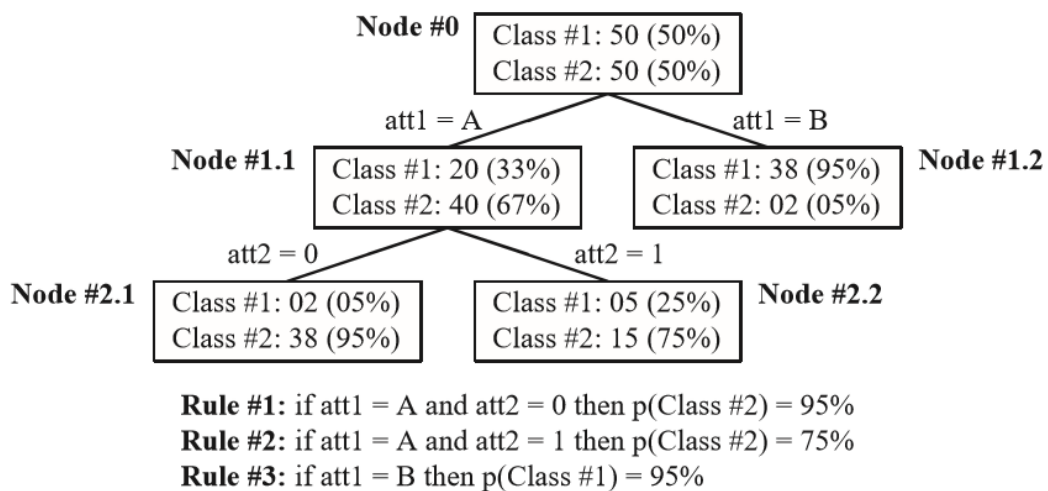 Node #0
Class #1: 50 (50%)
Class #2: 50 (50%)
att1 = A
att1 = B
Node #1.1
Class #1: 20 (33%)
Class #2: 40 (67%)
Class #1: 38 (95%)
Class #2: 02 (05%)
Node #1.2
att2 = 0
att2 = 1
Node #2.1
Class #1: 02 (05%)
Class #2: 38 (95%)
Class #1: 05 (25%)
Class #2: 15 (75%)
Node #2.2
Rule #1: if att1 = A and att2 = 0 then p(Class #2) = 95%
Rule #2: if att1 = A and att2 = 1 then p(Class #2) = 75%
Rule #3: if att1 = B then p(Class #1) = 95%